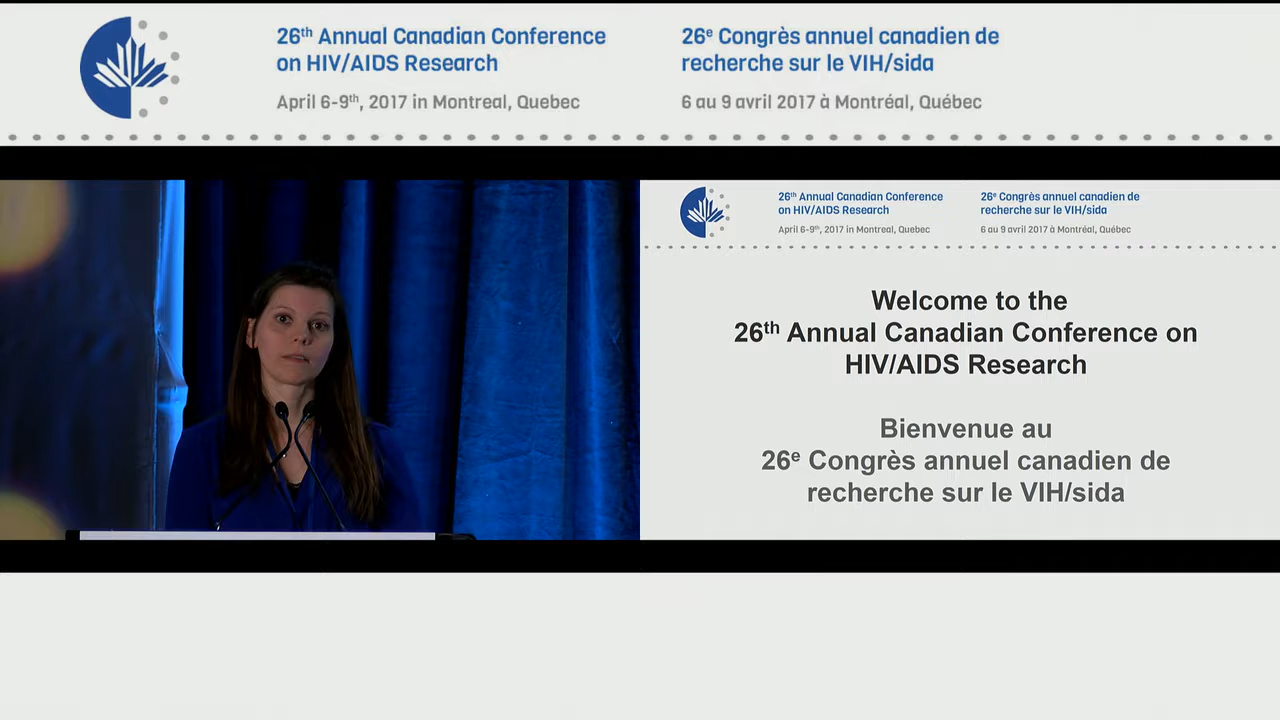 26th Annual Canadian Conference
on HIV/AIDS Research
April 6-9th, 2017 in Montreal, Quebec
26e Congrès annuel canadien de
recherche sur le VIH/sida
6 au 9 avril 2017 à Montréal, Québec
26th Annual Canadian Conference
on HIV/AIDS Research
April 6-9th, 2017 in Montreal, Quebec
26e Congrès annuel canadien de
recherche sur le VIH/sida
6 au 9 avril 2017 à Montréal, Québec
Welcome to the
26th Annual Canadian Conference on
HIV/AIDS Research
Bienvenue au
26e Congrès annuel canadien de
recherche sur le VIH/sida